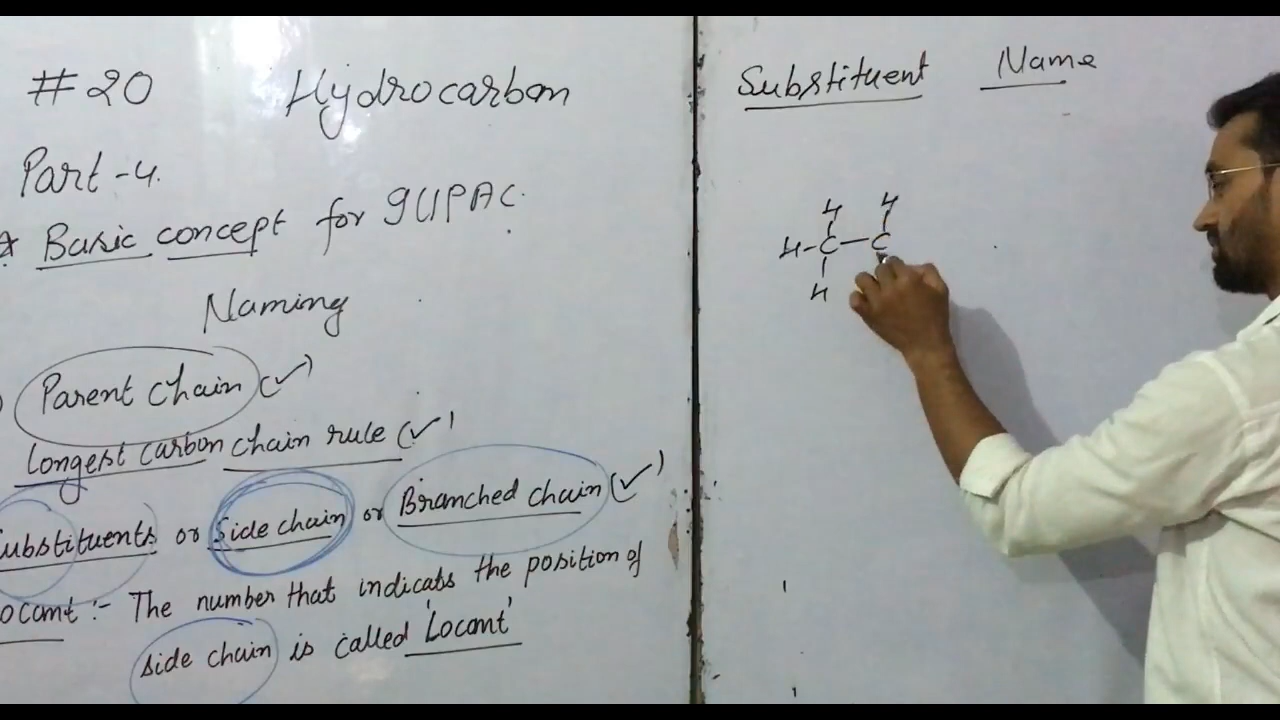 #20 Hydrocarbon
Part-4.
Basic concept for IUPAC.
Naming
Parent chain (✓)
Longest carbon chain rule (✓)
Substituents or Side chain or Branched chain (✓)
Locant :- The number that indicats the position of
side chain is called 'Locant'
Substituent Name
H H
H-C-C
H